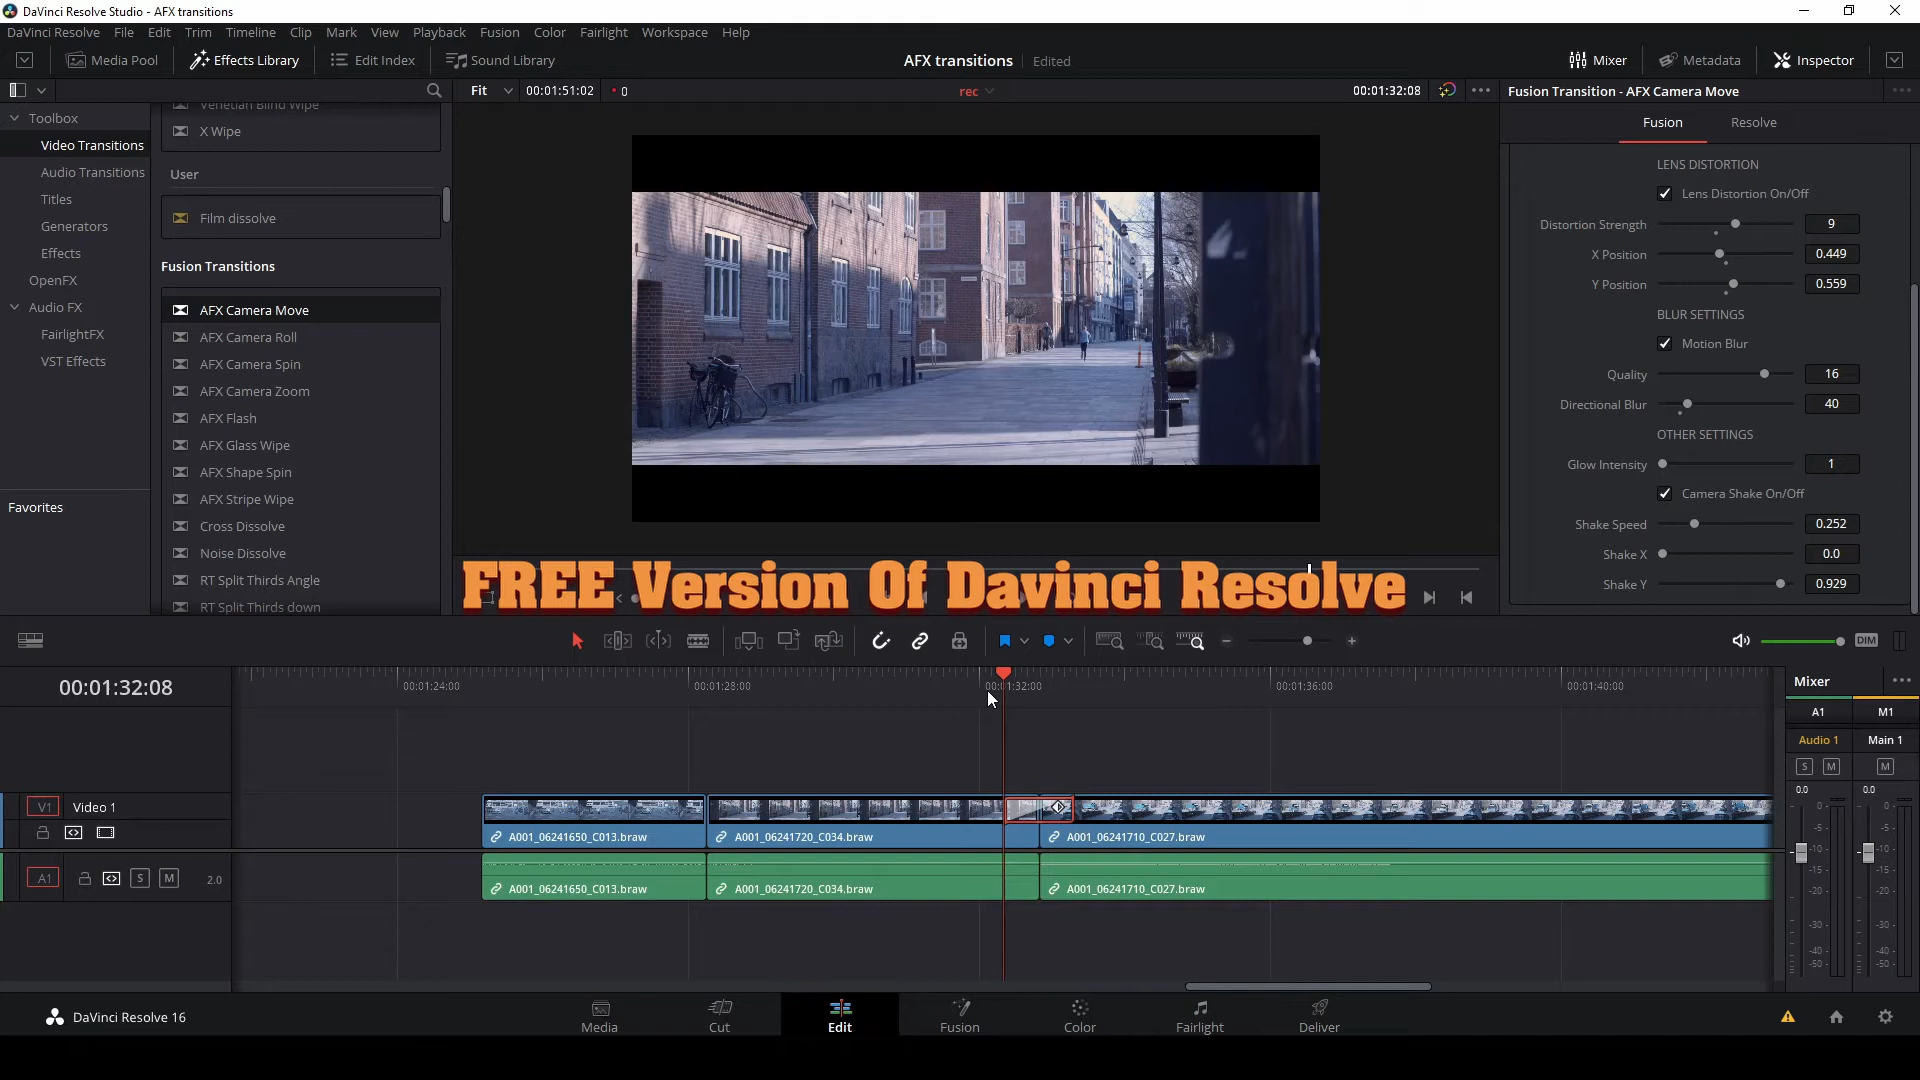 DaVinci Resolve Studio - AFX transitions
DaVinci Resolve File Edit Trim Timeline Clip Mark View Playback Fusion Color Fairlight Workspace Help
Media Pool Effects Library Edit Index Sound Library AFX transitions Edited Mixer Metadata Inspector
Fit 00:01:51:02 0 rec 00:01:32:08 Fusion Transition - AFX Camera Move
Toolbox
Video Transitions
Audio Transitions
Titles
Generators
Effects
OpenFX
Audio FX
FairlightFX
VST Effects
Favorites
Venetian Blind Wipe
X Wipe
User
Film dissolve
Fusion Transitions
AFX Camera Move
AFX Camera Roll
AFX Camera Spin
AFX Camera Zoom
AFX Flash
AFX Glass Wipe
AFX Shape Spin
AFX Stripe Wipe
Cross Dissolve
Noise Dissolve
RT Split Thirds Angle
RT Split Thirds down
FREE Version Of Davinci Resolve
Fusion Resolve
LENS DISTORTION
Lens Distortion On/Off
Distortion Strength 9
X Position 0.449
Y Position 0.559
BLUR SETTINGS
Motion Blur
Quality 16
Directional Blur 40
OTHER SETTINGS
Glow Intensity 1
Camera Shake On/Off
Shake Speed 0.252
Shake X 0.0
Shake Y 0.929
DIM
00:01:32:08
00:01:24:00 00:01:28:00 00:01:32:00 00:01:36:00 00:01:40:00
V1 Video 1
A001_06241650_C013.braw A001_06241720_C034.braw A001_06241710_C027.braw
A1 S M 2.0
A001_06241650_C013.braw A001_06241720_C034.braw A001_06241710_C027.braw
Mixer
A1 M1
Audio 1 Main 1
S M M
0.0 0.0
0 0
-5 -5
-10 -10
-15 -15
-20 -20
-30 -30
-40 -40
-50 -50
DaVinci Resolve 16
Media Cut Edit Fusion Color Fairlight Deliver